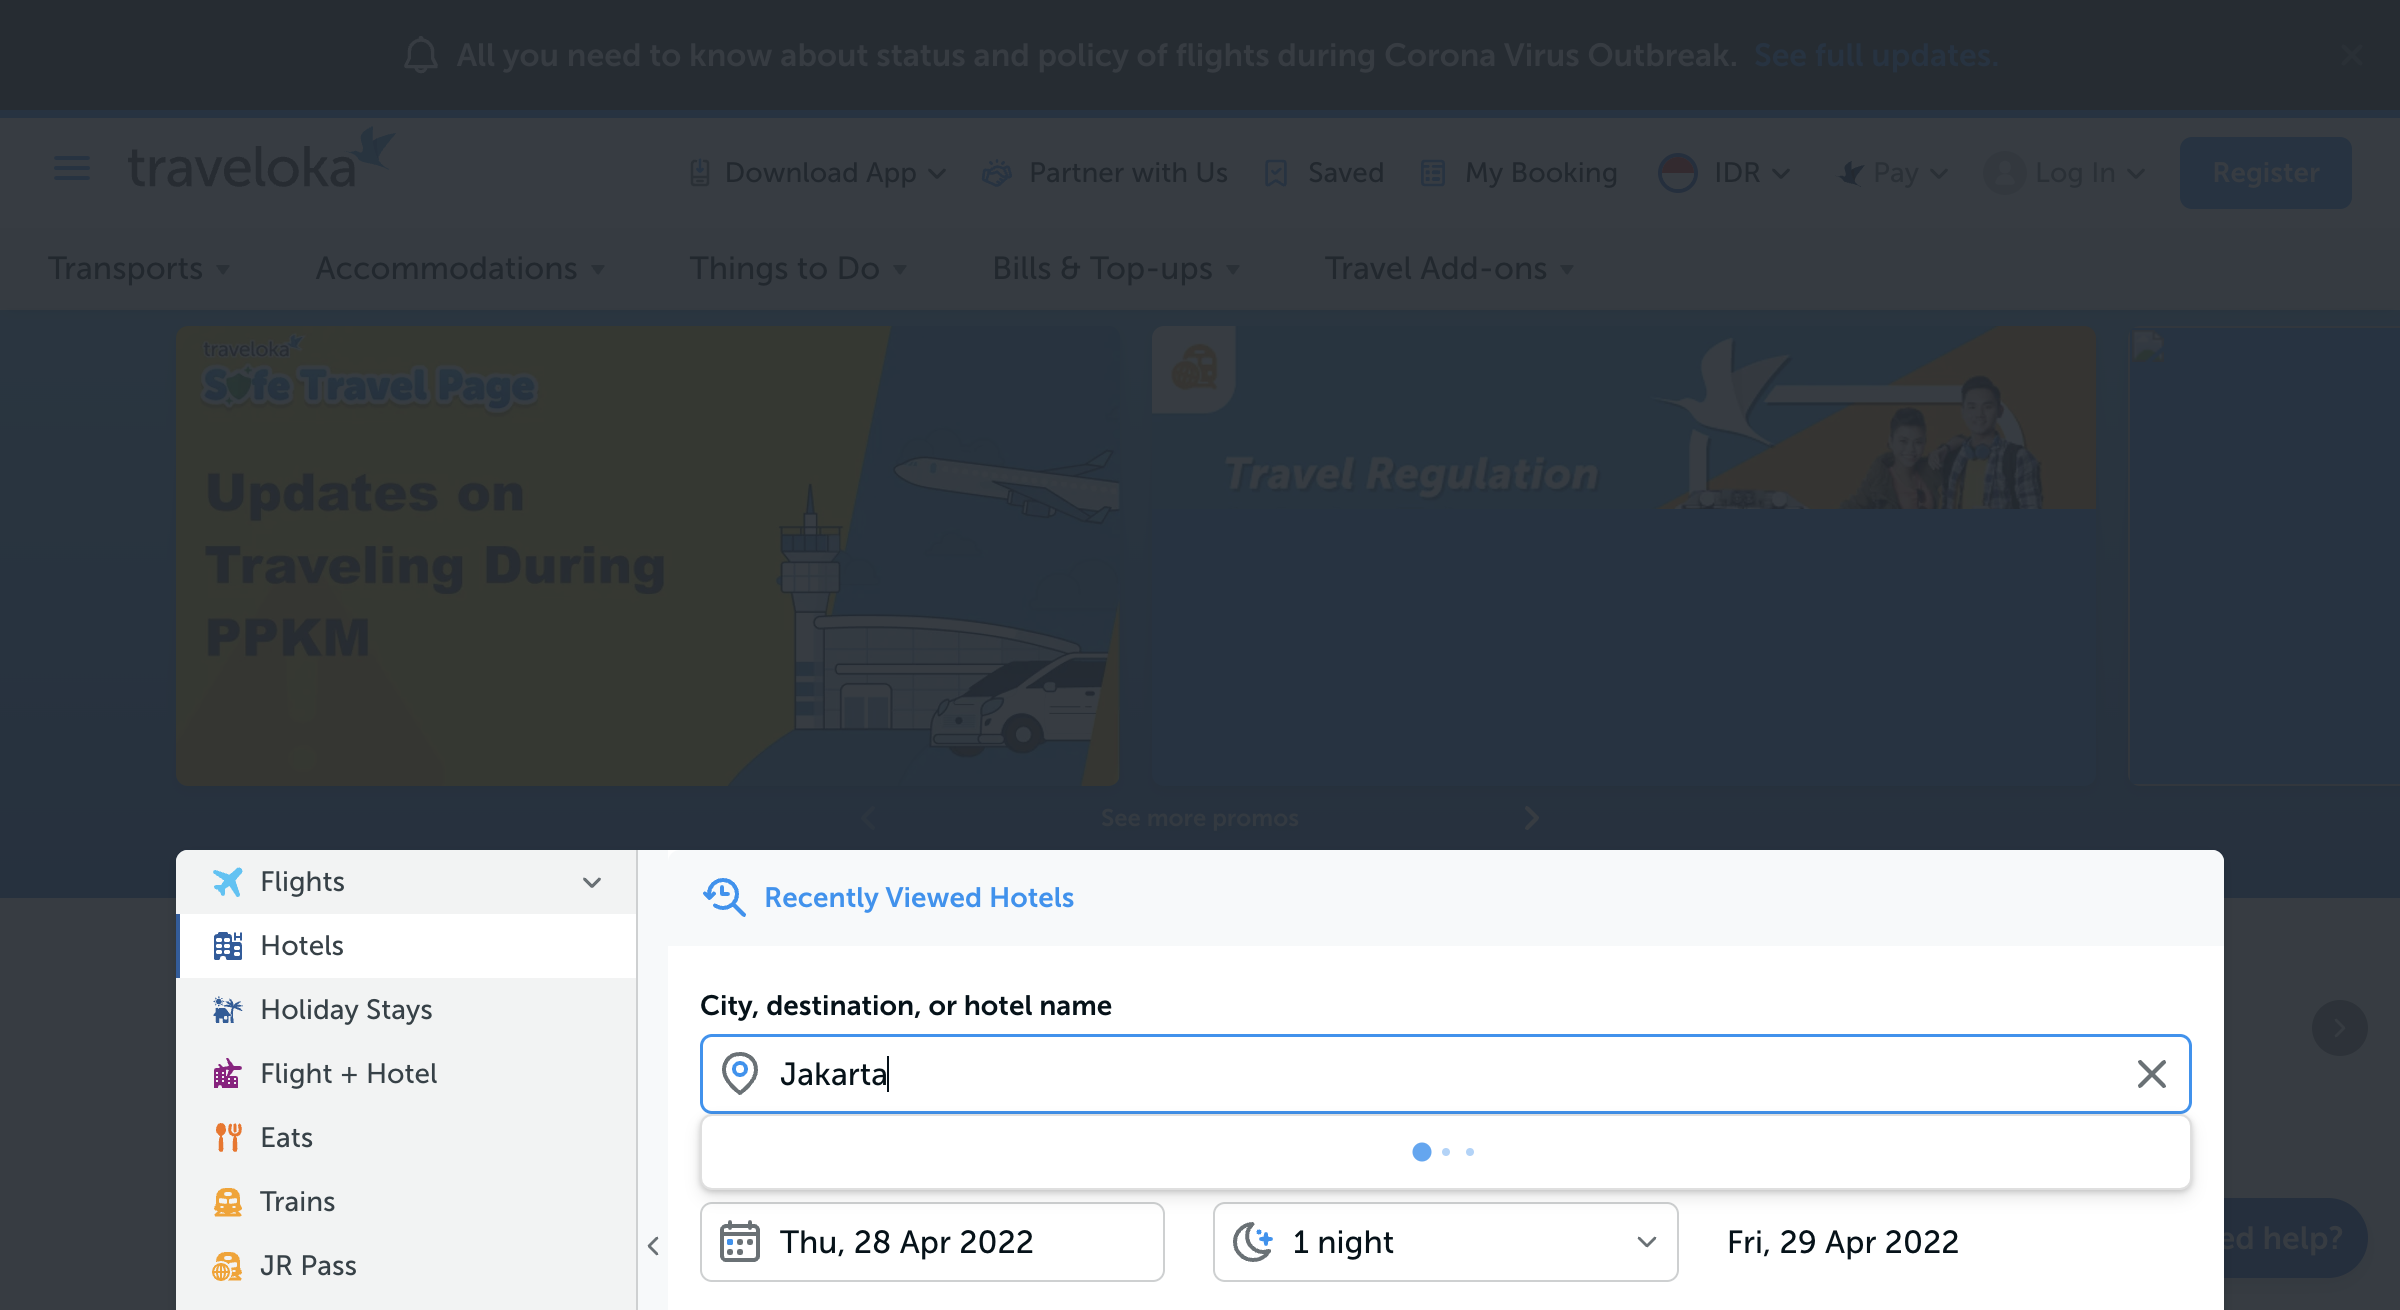 All you need to know about status and policy of flights during Corona Virus Outbreak. See full updates.
traveloka
Download App
Partner with Us
Saved
My Booking
IDR
Pay
Log In
Register
Transports
Accommodations
Things to Do
Bills & Top-ups
Travel Add-ons
traveloka
Safe Travel Page
Updates on
Traveling During
PPKM
Travel Regulation
See more promos
Flights
Hotels
Holiday Stays
Flight + Hotel
Eats
Trains
JR Pass
Recently Viewed Hotels
City, destination, or hotel name
Jakarta
Thu, 28 Apr 2022
1 night
Fri, 29 Apr 2022
help?